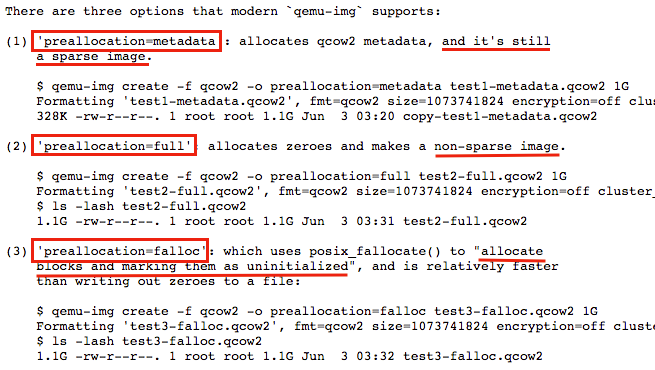 There are three options that modern `qemu-img` supports:
(1) 'preallocation=metadata : allocates qcow2 metadata, and it's still
a sparse image.
$ qemu-img create -f qcow2 -o preallocation=metadata test1-metadata.qcow2 1G
Formatting 'test1-metadata.qcow2', fmt=qcow2 size=1073741824 encryption=off clus
328K -rw-r--r--. 1 root root 1.1G Jun  3 03:20 copy-test1-metadata.qcow2
(2) 'preallocation=full': allocates zeroes and makes a non-sparse image.
$ qemu-img create -f qcow2 -o preallocation=full test2-full.qcow2 1G
Formatting 'test2-full.qcow2', fmt=qcow2 size=1073741824 encryption=off cluster_
$ ls -lash test2-full.qcow2
1.1G -rw-r--r--. 1 root root 1.1G Jun  3 03:31 test2-full.qcow2
(3) 'preallocation=falloc': which uses posix_fallocate() to "allocate
blocks and marking them as uninitialized", and is relatively faster
than writing out zeroes to a file:
$ qemu-img create -f qcow2 -o preallocation=falloc test3-falloc.qcow2 1G
Formatting 'test3-falloc.qcow2', fmt=qcow2 size=1073741824 encryption=off cluste
$ ls -lash test3-falloc.qcow2
1.1G -rw-r--r--. 1 root root 1.1G Jun  3 03:32 test3-falloc.qcow2